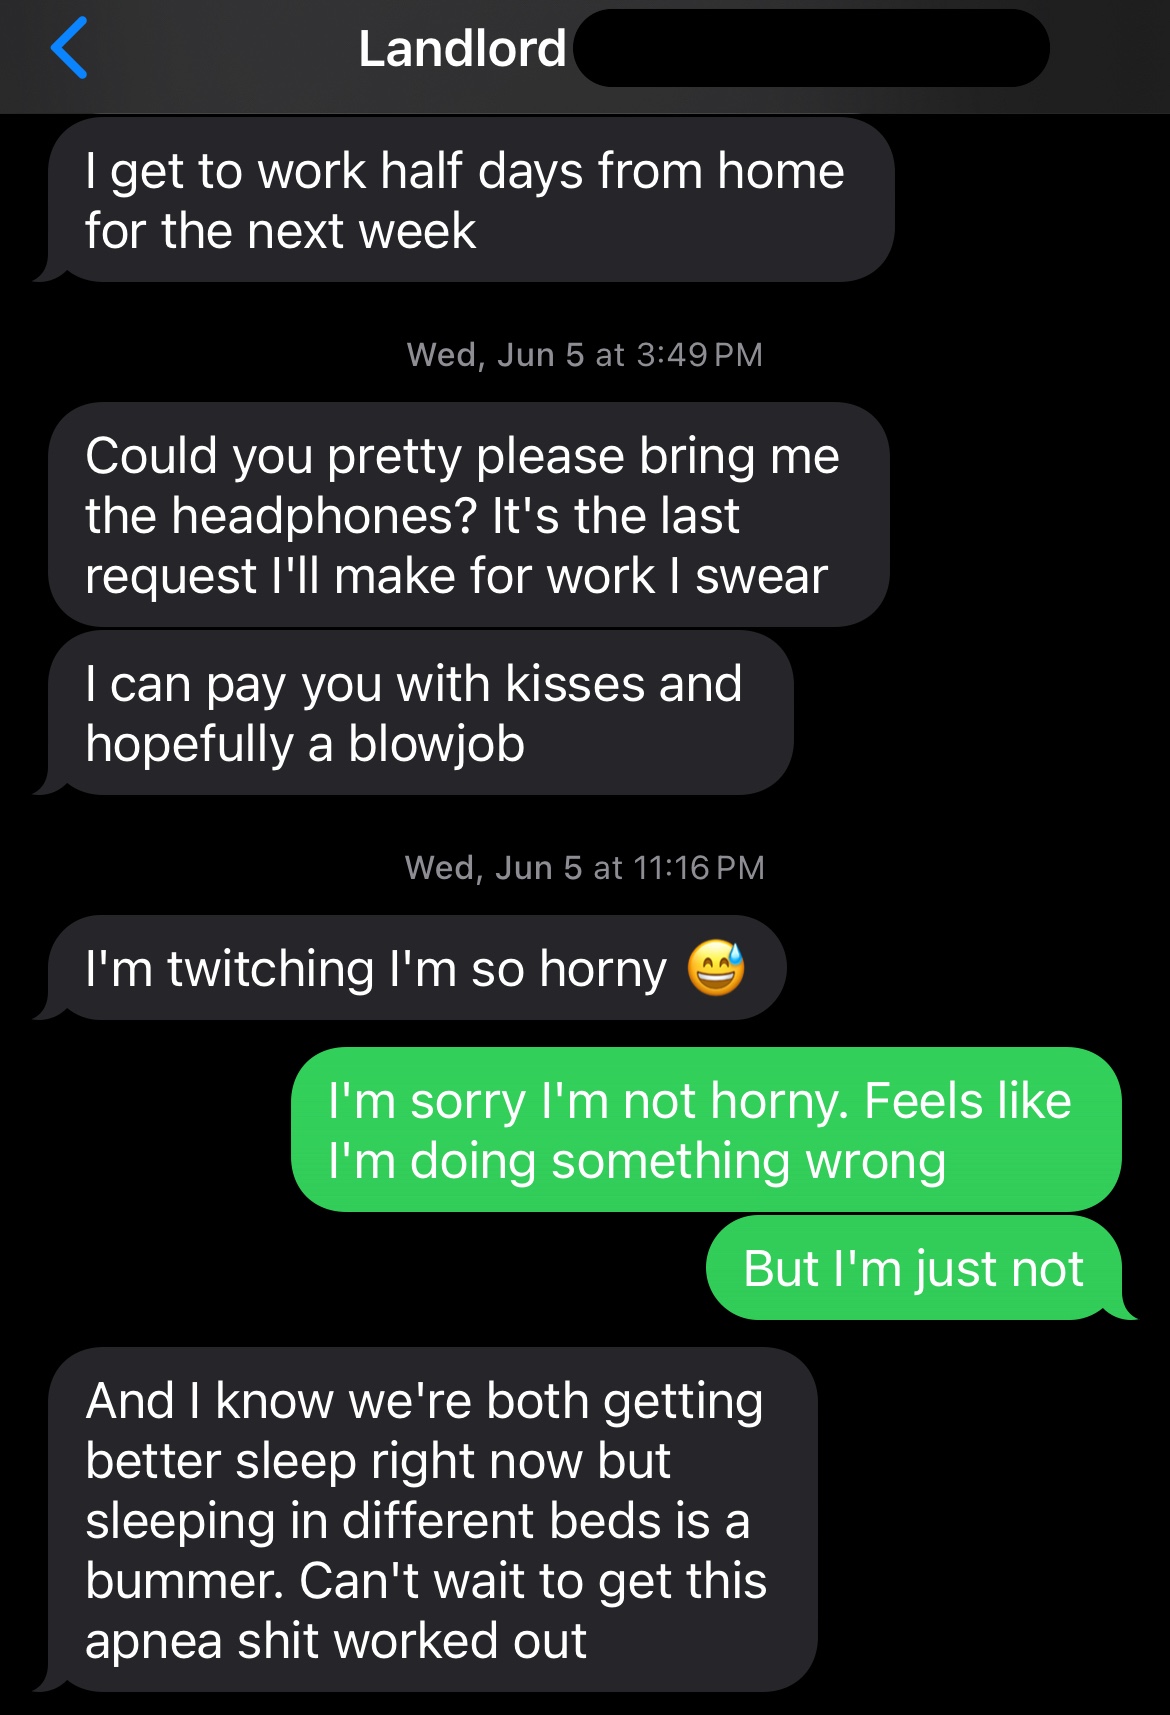 Landlord
I get to work half days from home
for the next week
Wed, Jun 5 at 3:49 PM
Could you pretty please bring me
the headphones? It's the last
request I'll make for work I swear
I can pay you with kisses and
hopefully a blowjob
Wed, Jun 5 at 11:16 PM
I'm twitching I'm so horny 😅
I'm sorry I'm not horny. Feels like
I'm doing something wrong
But I'm just not
And I know we're both getting
better sleep right now but
sleeping in different beds is a
bummer. Can't wait to get this
apnea shit worked out